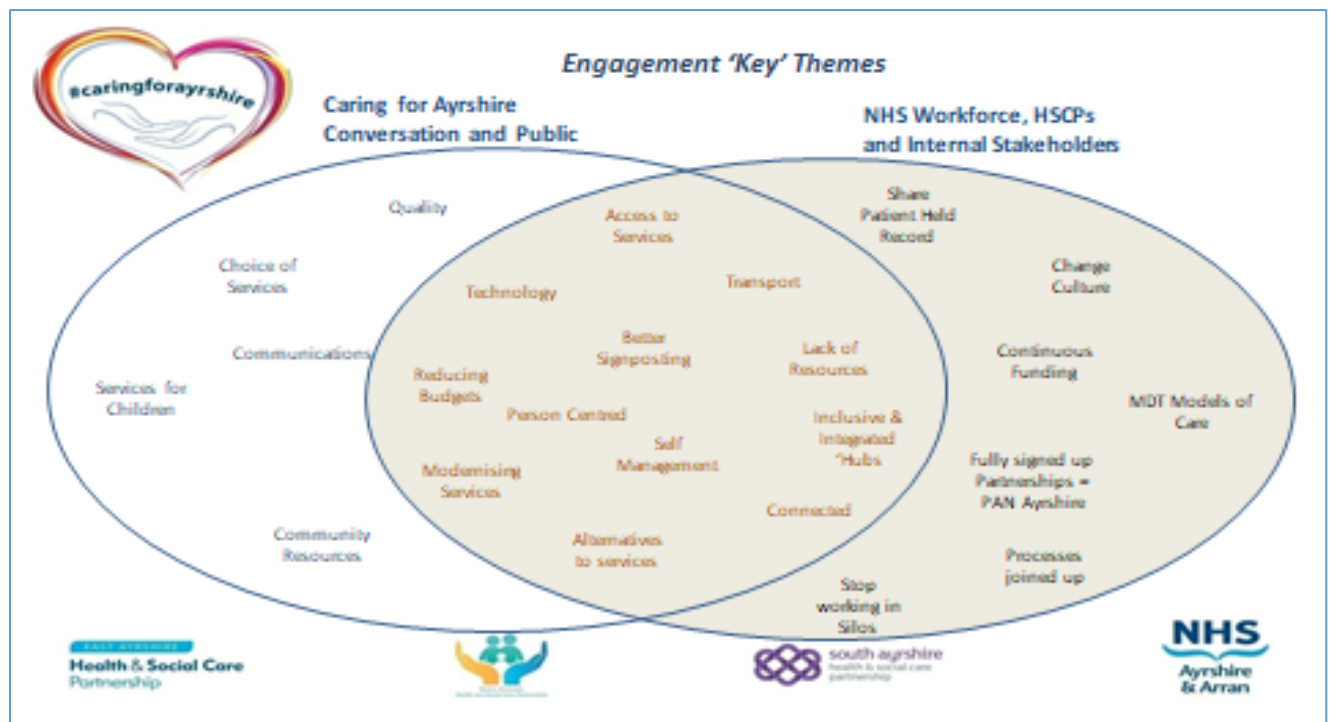 #caringforayrshire
Engagement ‘Key’ Themes
Caring for Ayrshire
Conversation and Public
NHS Workforce, HSCPs
and Internal Stakeholders
Quality
Choice of
Services
Communications
Services for
Children
Community
Resources
Access to
Services
Technology
Transport
Better
Signposting
Lack of
Resources
Reducing
Budgets
Person Centred
Inclusive &
Integrated
"Hubs
Self
Management
Modernising
Services
Connected
Alternatives
to services
Share
Patient Held
Record
Change
Culture
Continuous
Funding
MDT Models of
Care
Fully signed up
Partnerships =
PAN Ayrshire
Processes
joined up
Stop
working in
Silos
EAST AYRSHIRE
Health & Social Care
Partnership
south ayrshire
health & social care
partnership
NHS
Ayrshire
& Arran